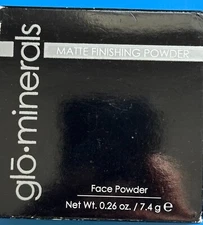 glō•minerals
MATTE FINISHING POWDER
Face Powder
Net Wt. 0.26 oz. / 7.4 g ℮